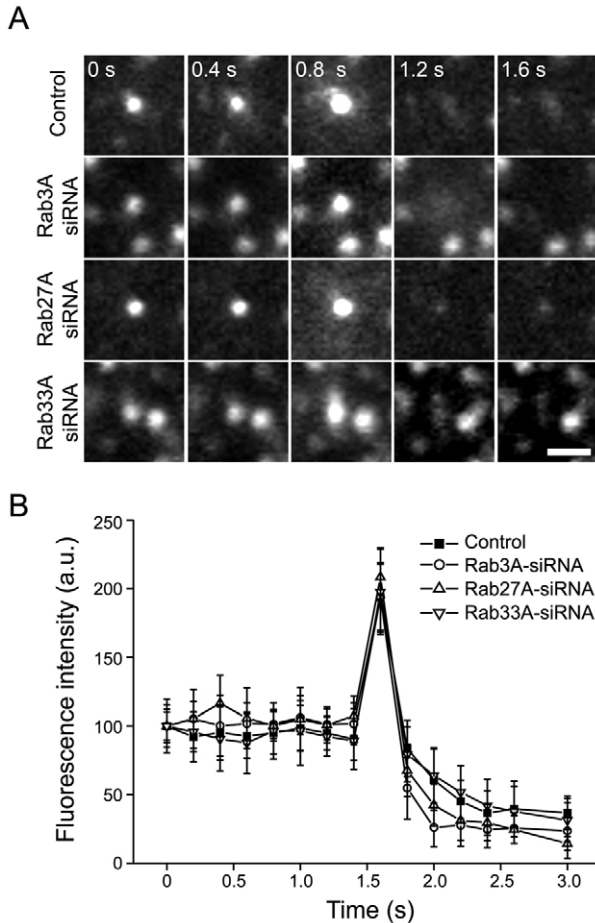 A
0 s 0.4 s 0.8 s 1.2 s 1.6 s
Control
Rab3A
siRNA
Rab27A
siRNA
Rab33A
siRNA
B
Fluorescence intensity (a.u.)
250
200
150
100
50
0
Control
Rab3A-siRNA
Rab27A-siRNA
Rab33A-siRNA
0 0.5 1.0 1.5 2.0 2.5 3.0
Time (s)